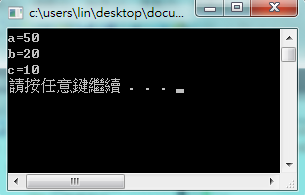 c:\users\lin\desktop\docu...
a=50
b=20
c=10
請按任意鍵繼續 . . .